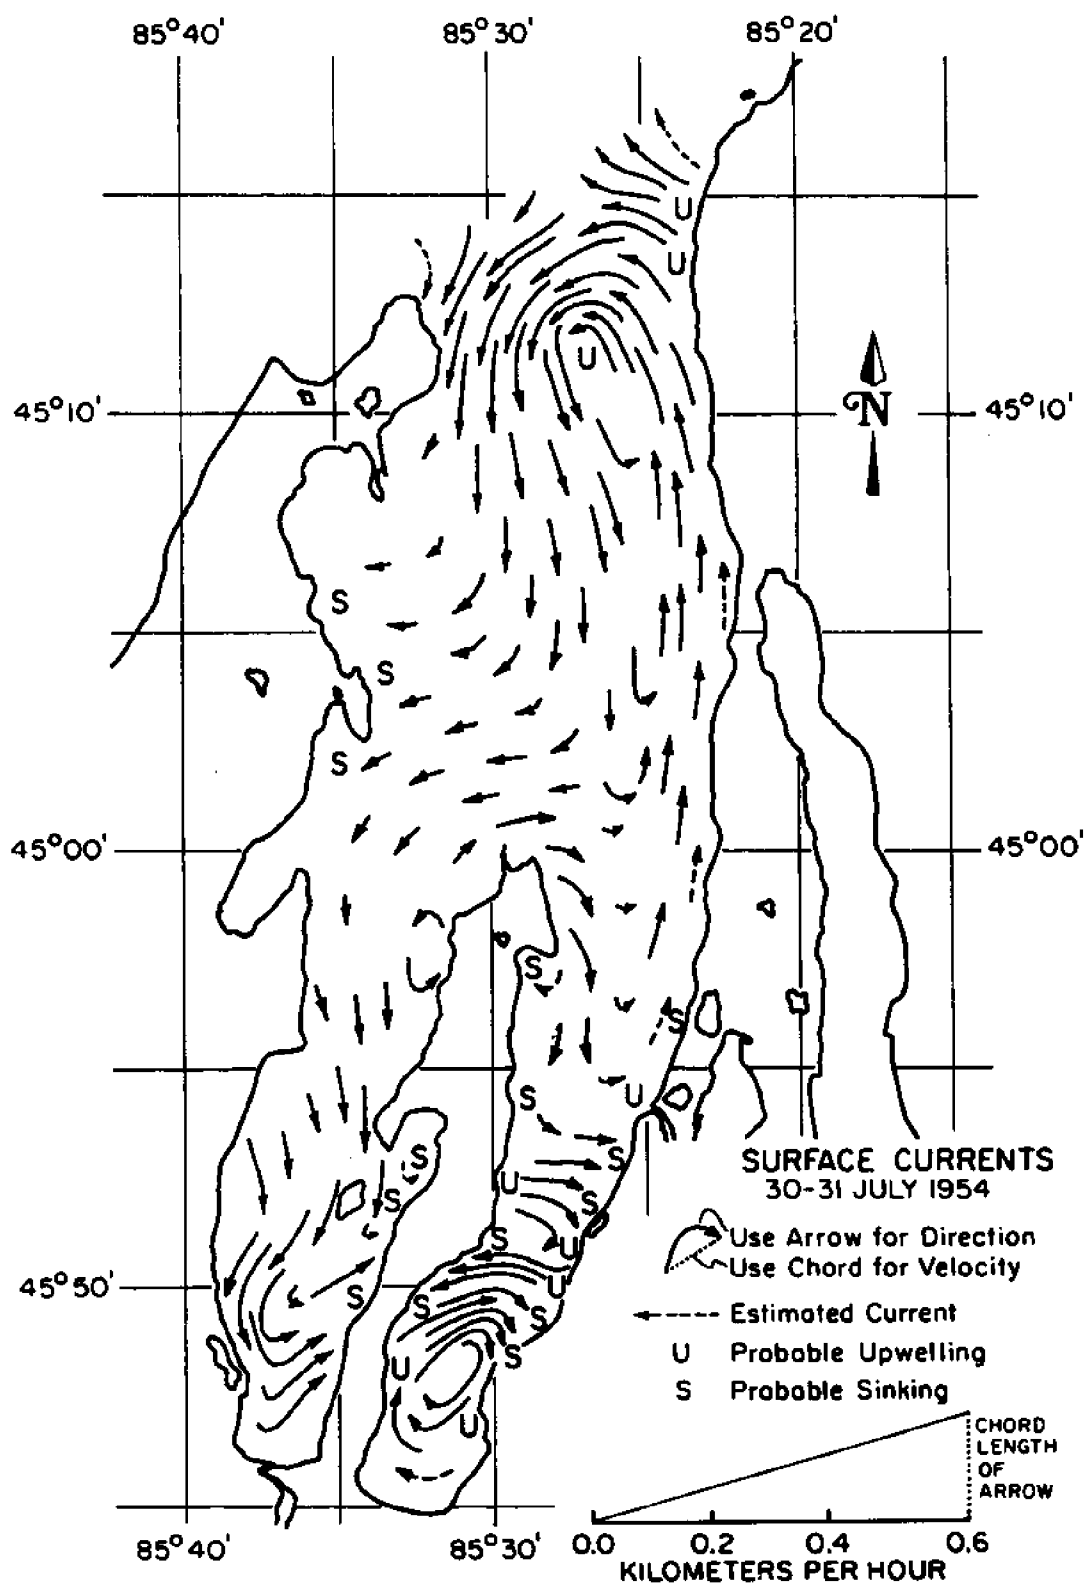 85°40' 85°30' 85°20'
U
U
U
N
45°10' 45°10'
S
S
S
45°00' 45°00'
S
S
S U
S S
U S S
S U
45°50' U
S S S
U S
U
SURFACE CURRENTS
30-31 JULY 1954
Use Arrow for Direction
Use Chord for Velocity
Estimated Current
U Probable Upwelling
S Probable Sinking
CHORD
LENGTH
OF
ARROW
85°40' 85°30' 0.0 0.2 0.4 0.6
KILOMETERS PER HOUR